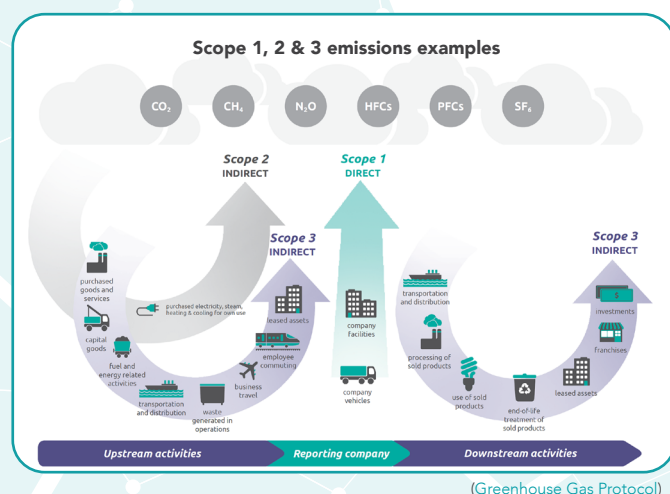 Scope 1, 2 & 3 emissions examples
CO₂
CH₄
N₂O
HFCs
PFCs
SF₆
Scope 2
INDIRECT
Scope 1
DIRECT
Scope 3
INDIRECT
Scope 3
INDIRECT
purchased
goods and
services
capital
goods
fuel and
energy related
activities
transportation
and distribution
waste
generated in
operations
business
travel
employee
commuting
leased assets
purchased electricity, steam,
heating & cooling for own use
company
facilities
company
vehicles
transportation
and distribution
processing of
sold products
use of sold
products
end-of-life
treatment of
sold products
leased assets
franchises
investments
$
Upstream activities
Reporting company
Downstream activities
(Greenhouse Gas Protocol)